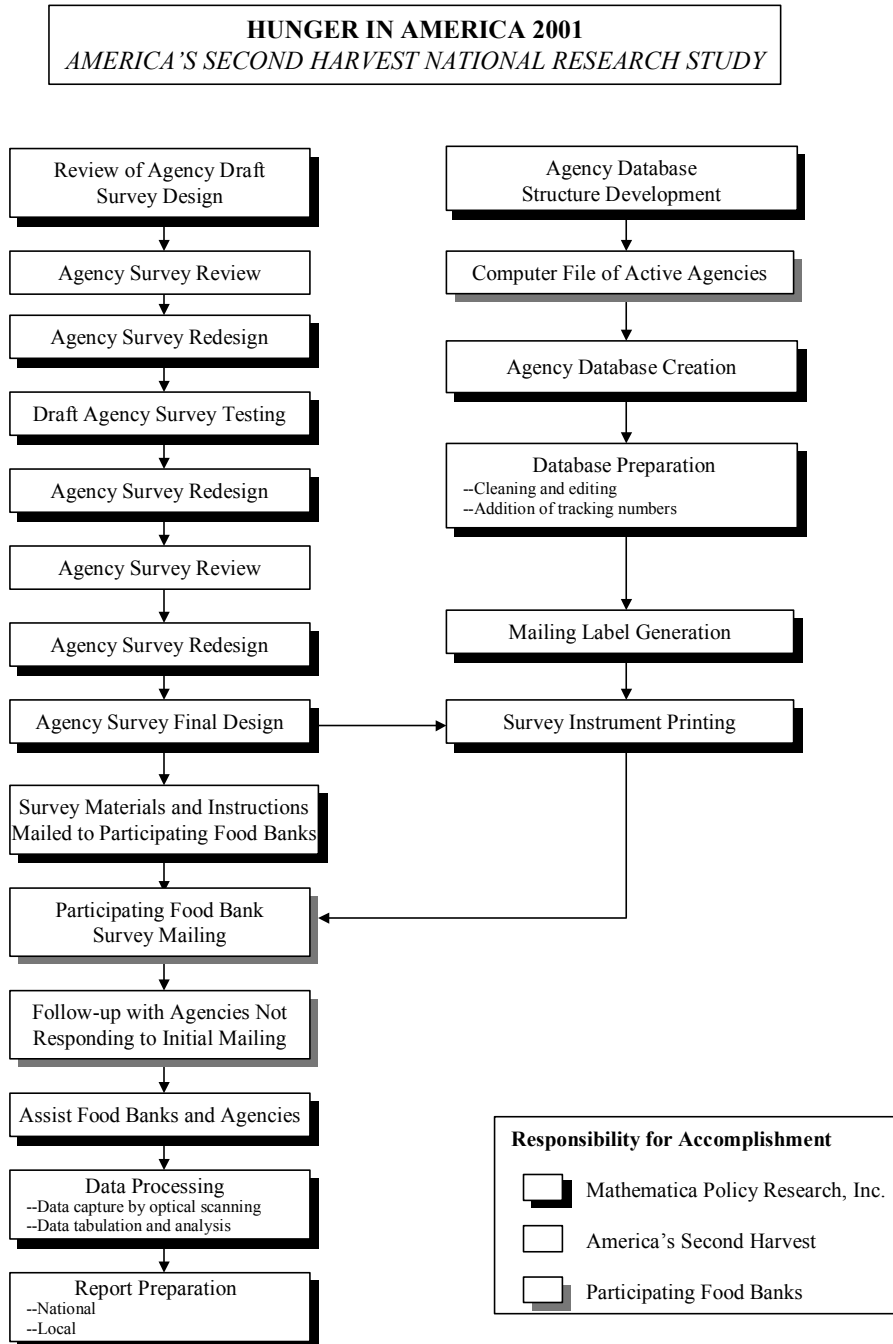 HUNGER IN AMERICA 2001
AMERICA'S SECOND HARVEST NATIONAL RESEARCH STUDY
Review of Agency Draft
Survey Design
Agency Survey Review
Agency Survey Redesign
Draft Agency Survey Testing
Agency Survey Redesign
Agency Survey Review
Agency Survey Redesign
Agency Survey Final Design
Survey Materials and Instructions
Mailed to Participating Food Banks
Participating Food Bank
Survey Mailing
Follow-up with Agencies Not
Responding to Initial Mailing
Assist Food Banks and Agencies
Data Processing
--Data capture by optical scanning
--Data tabulation and analysis
Report Preparation
--National
--Local
Agency Database
Structure Development
Computer File of Active Agencies
Agency Database Creation
Database Preparation
--Cleaning and editing
--Addition of tracking numbers
Mailing Label Generation
Survey Instrument Printing
Responsibility for Accomplishment
Mathematica Policy Research, Inc.
America's Second Harvest
Participating Food Banks